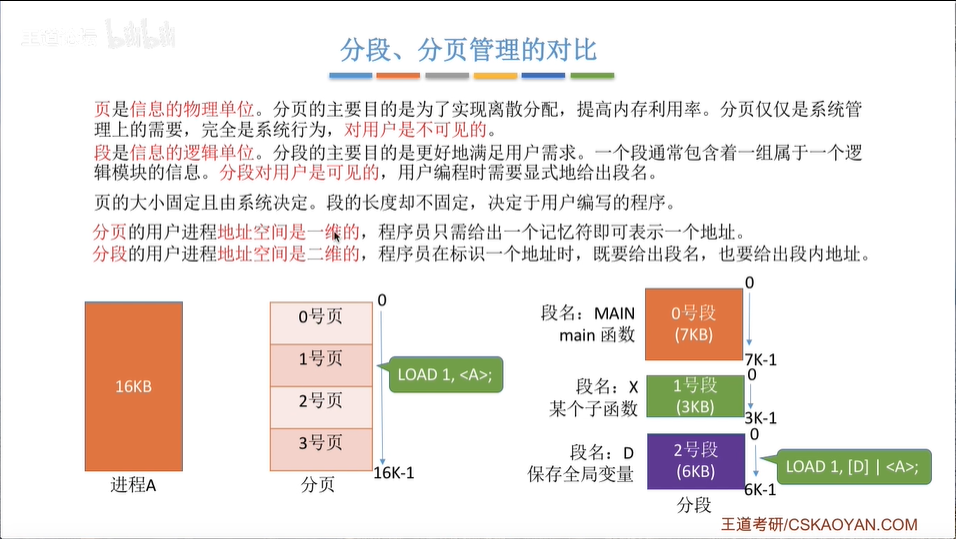 王道考研 bilibili
分段、分页管理的对比
页是信息的物理单位。分页的主要目的是为了实现离散分配，提高内存利用率。分页仅仅是系统管
理上的需要，完全是系统行为，对用户是不可见的。
段是信息的逻辑单位。分段的主要目的是更好地满足用户需求。一个段通常包含着一组属于一个逻
辑模块的信息。分段对用户是可见的，用户编程时需要显式地给出段名。
页的大小固定且由系统决定。段的长度却不固定，决定于用户编写的程序。
分页的用户进程地址空间是一维的，程序员只需给出一个记忆符即可表示一个地址。
分段的用户进程地址空间是二维的，程序员在标识一个地址时，既要给出段名，也要给出段内地址。
16KB
进程A
0号页
1号页
2号页
3号页
0
16K-1
LOAD 1, <A>;
分页
段名：MAIN
main 函数
0号段
(7KB)
0
7K-1
段名：X
某个子函数
1号段
(3KB)
0
3K-1
段名：D
保存全局变量
2号段
(6KB)
0
6K-1
LOAD 1, [D] | <A>;
分段
王道考研/CSKAOYAN.COM